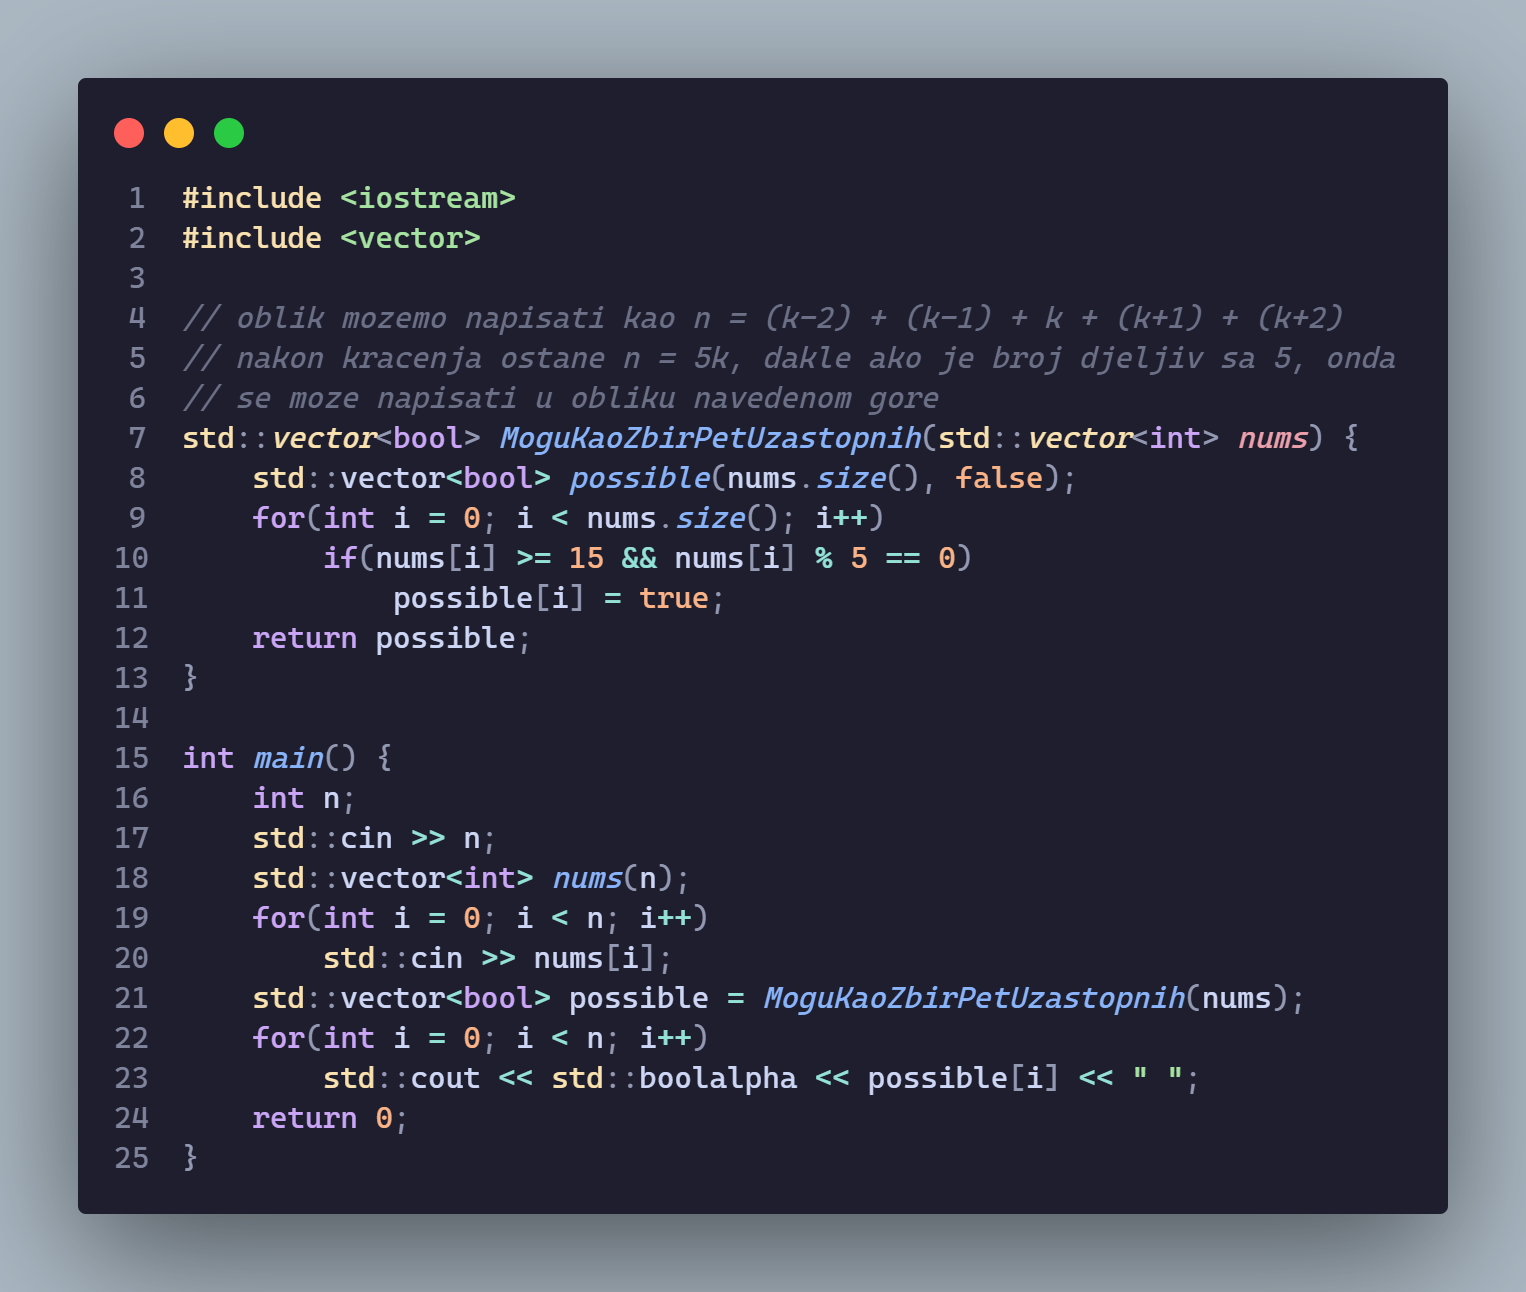 1 #include <iostream>
2 #include <vector>
3
4 // oblik mozemo napisati kao n = (k-2) + (k-1) + k + (k+1) + (k+2)
5 // nakon kracenja ostane n = 5k, dakle ako je broj djeljiv sa 5, onda
6 // se moze napisati u obliku navedenom gore
7 std::vector<bool> MoguKaoZbirPetUzastopnih(std::vector<int> nums) {
8     std::vector<bool> possible(nums.size(), false);
9     for(int i = 0; i < nums.size(); i++)
10         if(nums[i] >= 15 && nums[i] % 5 == 0)
11             possible[i] = true;
12     return possible;
13 }
14
15 int main() {
16     int n;
17     std::cin >> n;
18     std::vector<int> nums(n);
19     for(int i = 0; i < n; i++)
20         std::cin >> nums[i];
21     std::vector<bool> possible = MoguKaoZbirPetUzastopnih(nums);
22     for(int i = 0; i < n; i++)
23         std::cout << std::boolalpha << possible[i] << " ";
24     return 0;
25 }